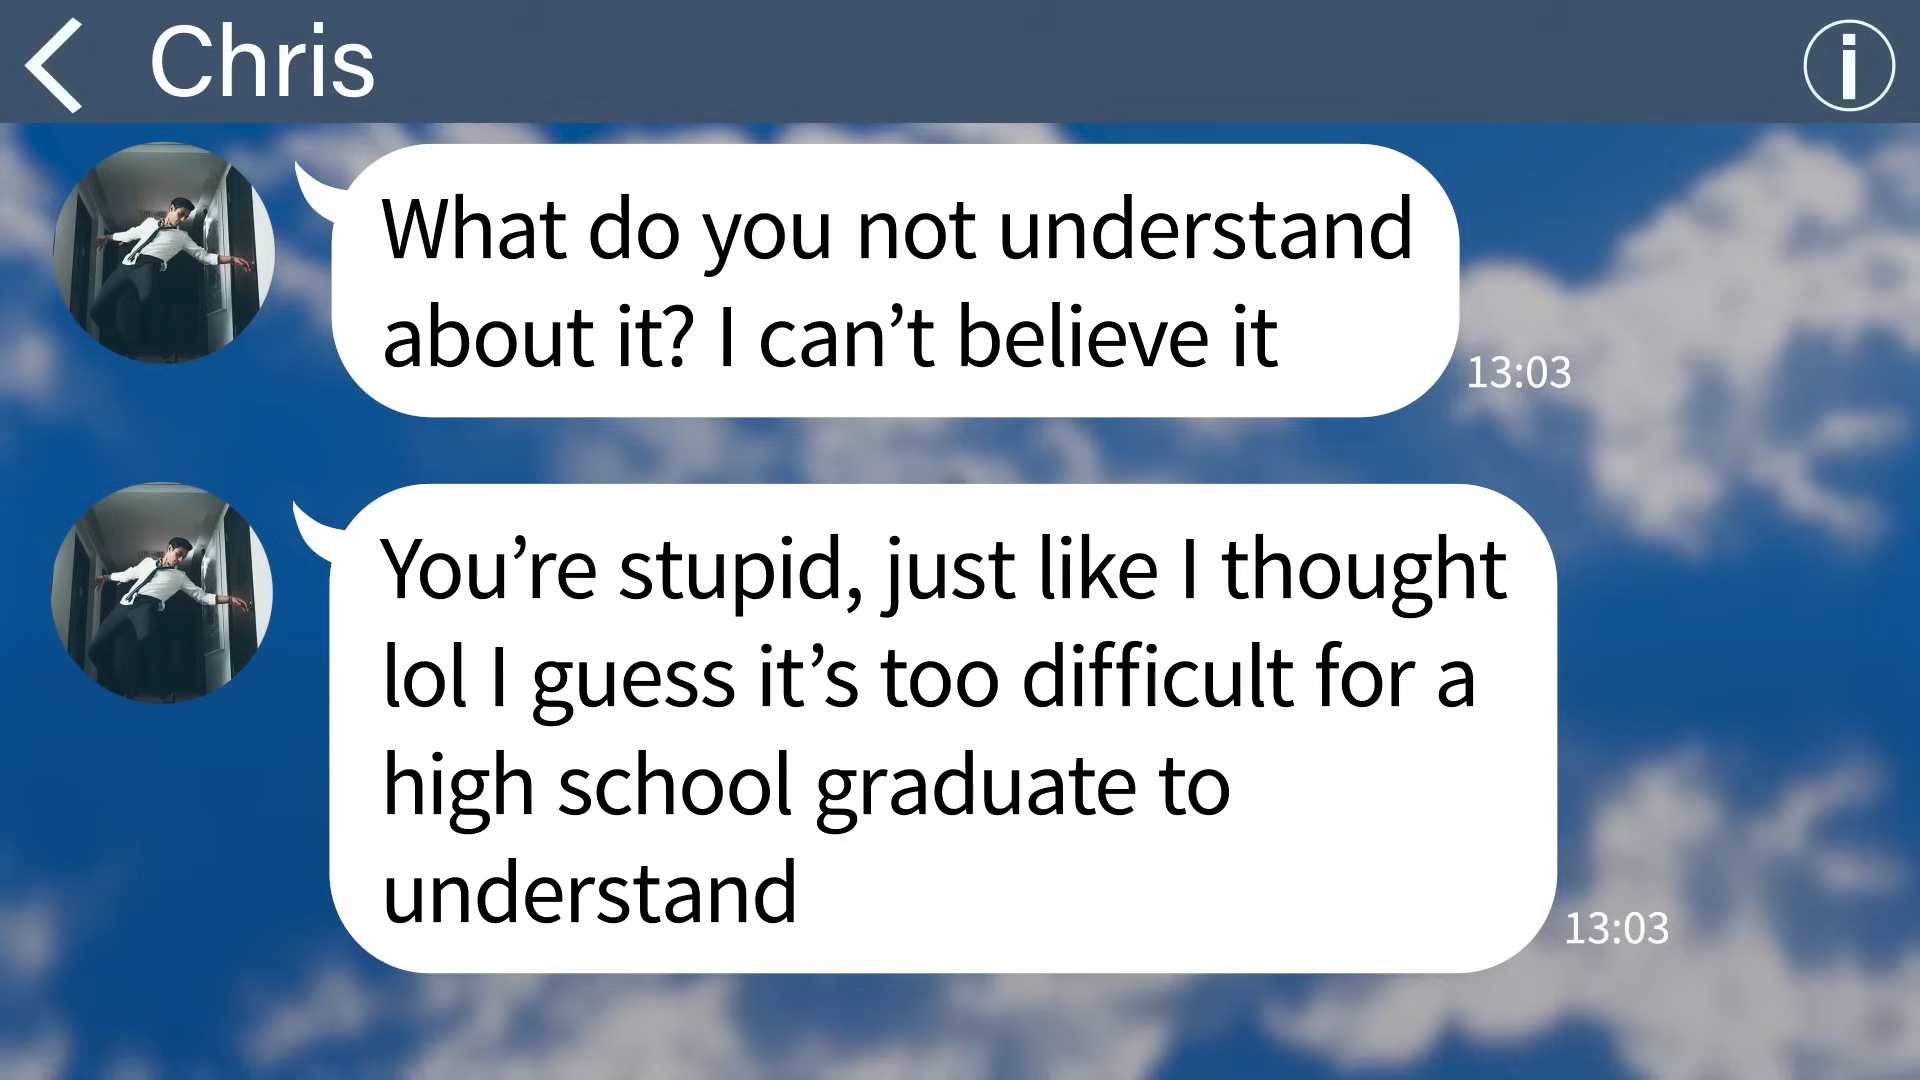 Chris
What do you not understand
about it? I can’t believe it
13:03
You’re stupid, just like I thought
lol I guess it’s too difficult for a
high school graduate to
understand
13:03